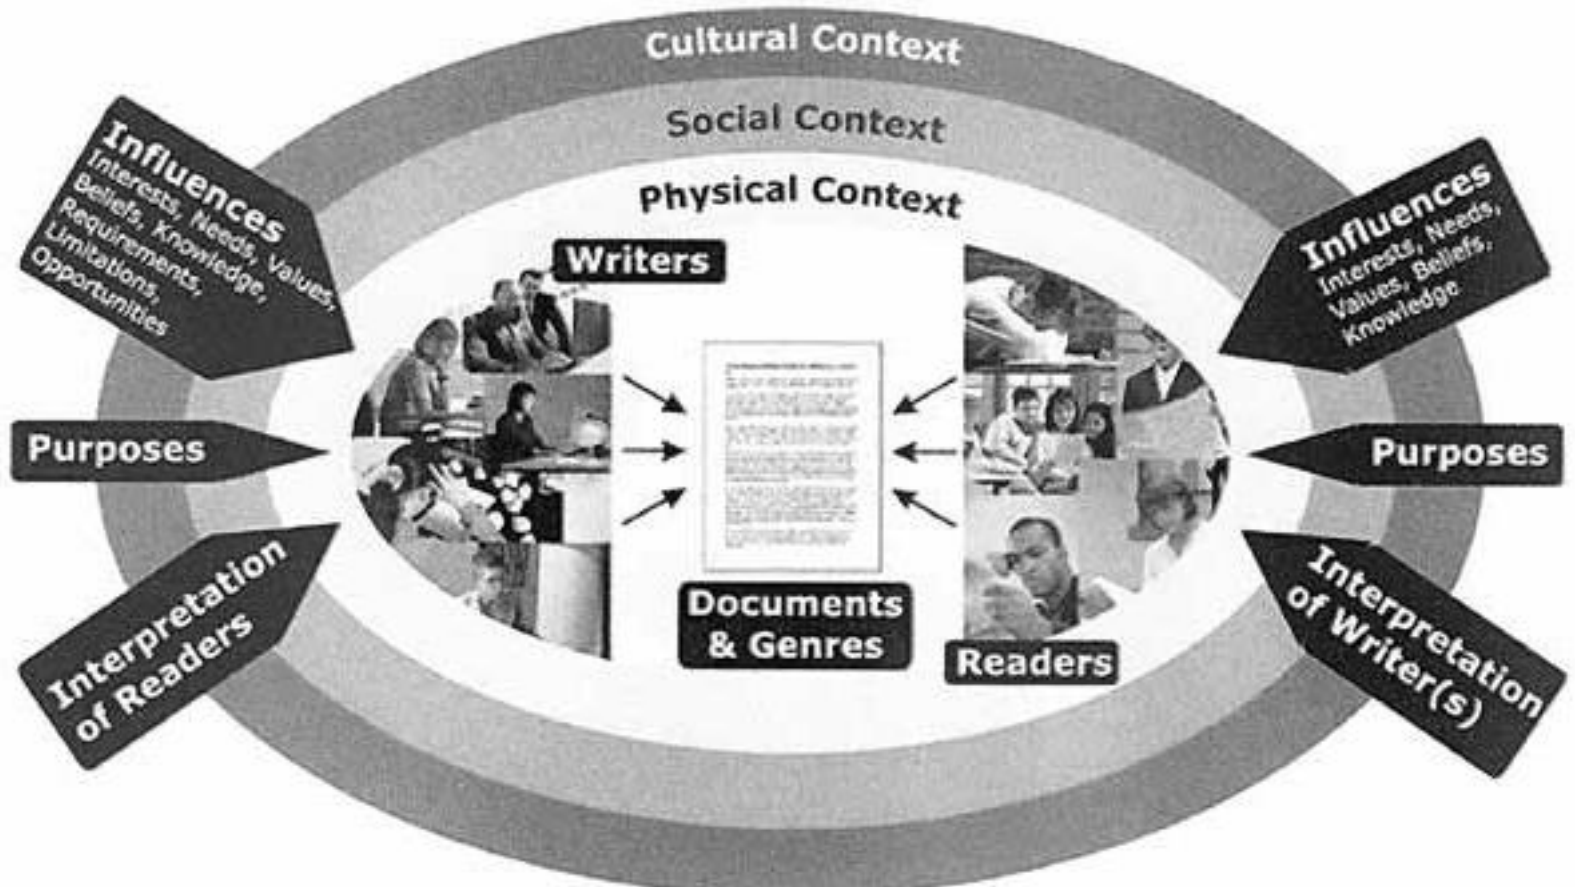 Cultural Context
Social Context
Physical Context
Influences
Interests, Needs, Values,
Beliefs, Knowledge,
Requirements,
Limitations,
Opportunities
Purposes
Interpretation
of Readers
Writers
Documents
& Genres
Readers
Influences
Interests, Needs,
Values, Beliefs,
Knowledge
Purposes
Interpretation
of Writer(s)